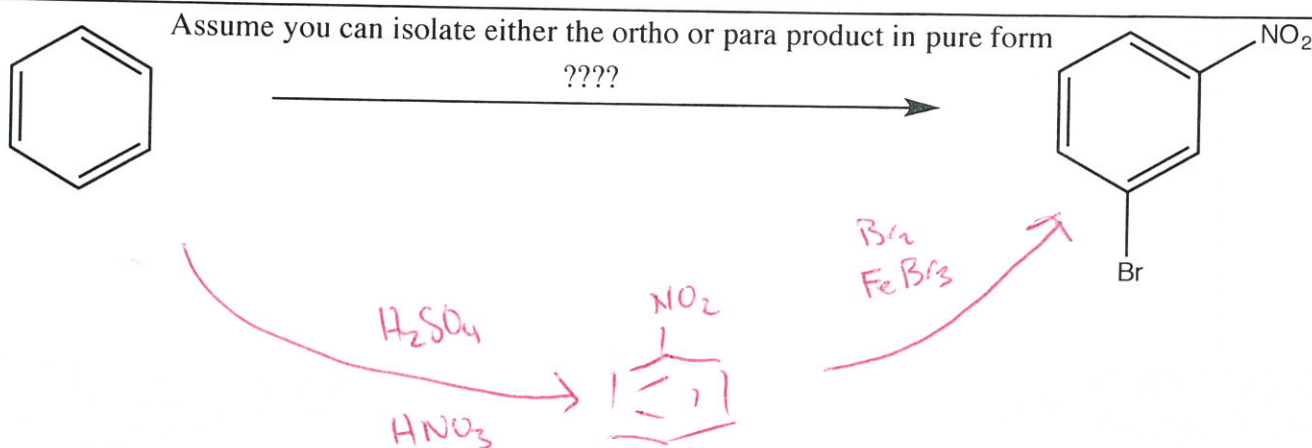 Assume you can isolate either the ortho or para product in pure form
????
NO₂
Br
Br₂
FeBr₃
NO₂
H₂SO₄
HNO₃